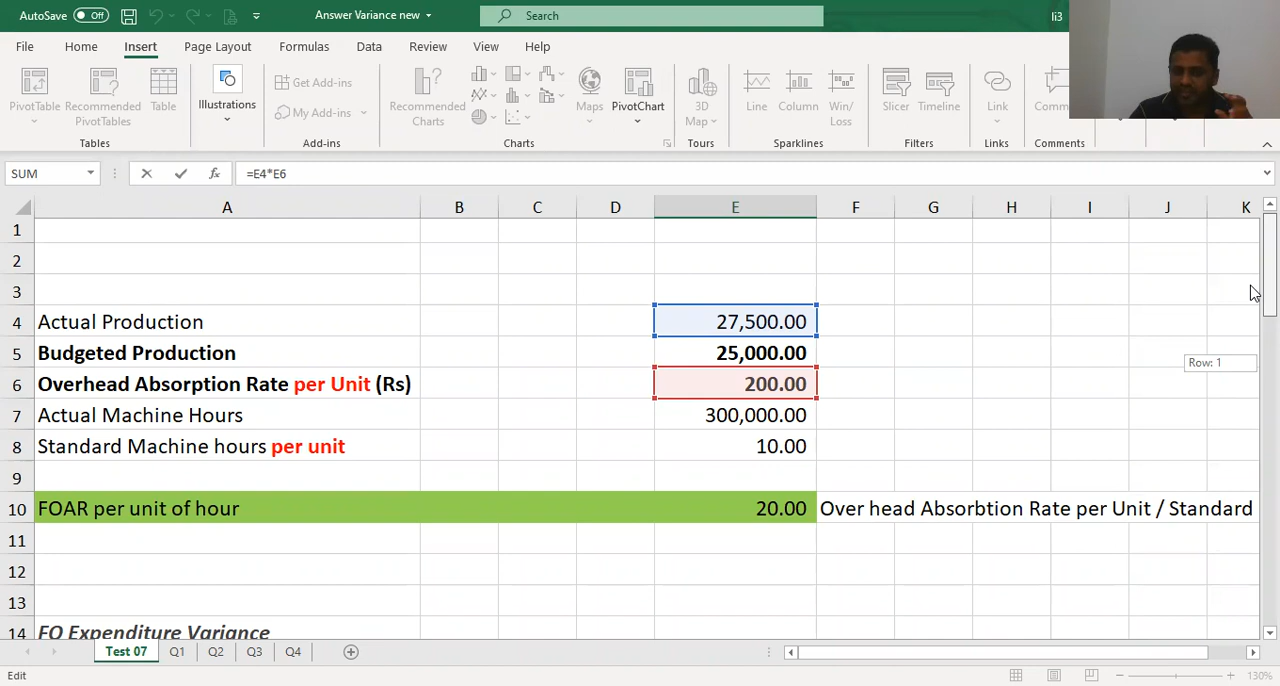 AutoSave Off Answer Variance new Search li3
File Home Insert Page Layout Formulas Data Review View Help
PivotTable Recommended PivotTables Table Illustrations Get Add-ins My Add-ins Recommended Charts Maps PivotChart 3D Map Line Column Win/Loss Slicer Timeline Link
Tables Add-ins Charts Tours Sparklines Filters Links Comments
SUM fx =E4*E6
A B C D E F G H I J K
1
2
3
4 Actual Production 27,500.00
5 Budgeted Production 25,000.00
Row: 1
6 Overhead Absorption Rate per Unit (Rs) 200.00
7 Actual Machine Hours 300,000.00
8 Standard Machine hours per unit 10.00
9
10 FOAR per unit of hour 20.00 Over head Absorbtion Rate per Unit / Standard
11
12
13
14 FO Expenditure Variance
Test 07 Q1 Q2 Q3 Q4
Edit 130%